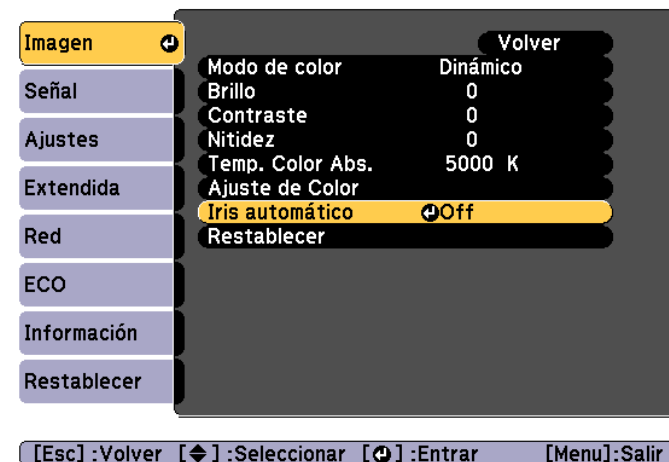 Imagen
Señal
Ajustes
Extendida
Red
ECO
Información
Restablecer
Volver
Modo de color Dinámico
Brillo 0
Contraste 0
Nitidez 0
Temp. Color Abs. 5000 K
Ajuste de Color
Iris automático Off
Restablecer
[Esc] :Volver [◆] :Seleccionar [↵] :Entrar [Menu]:Salir